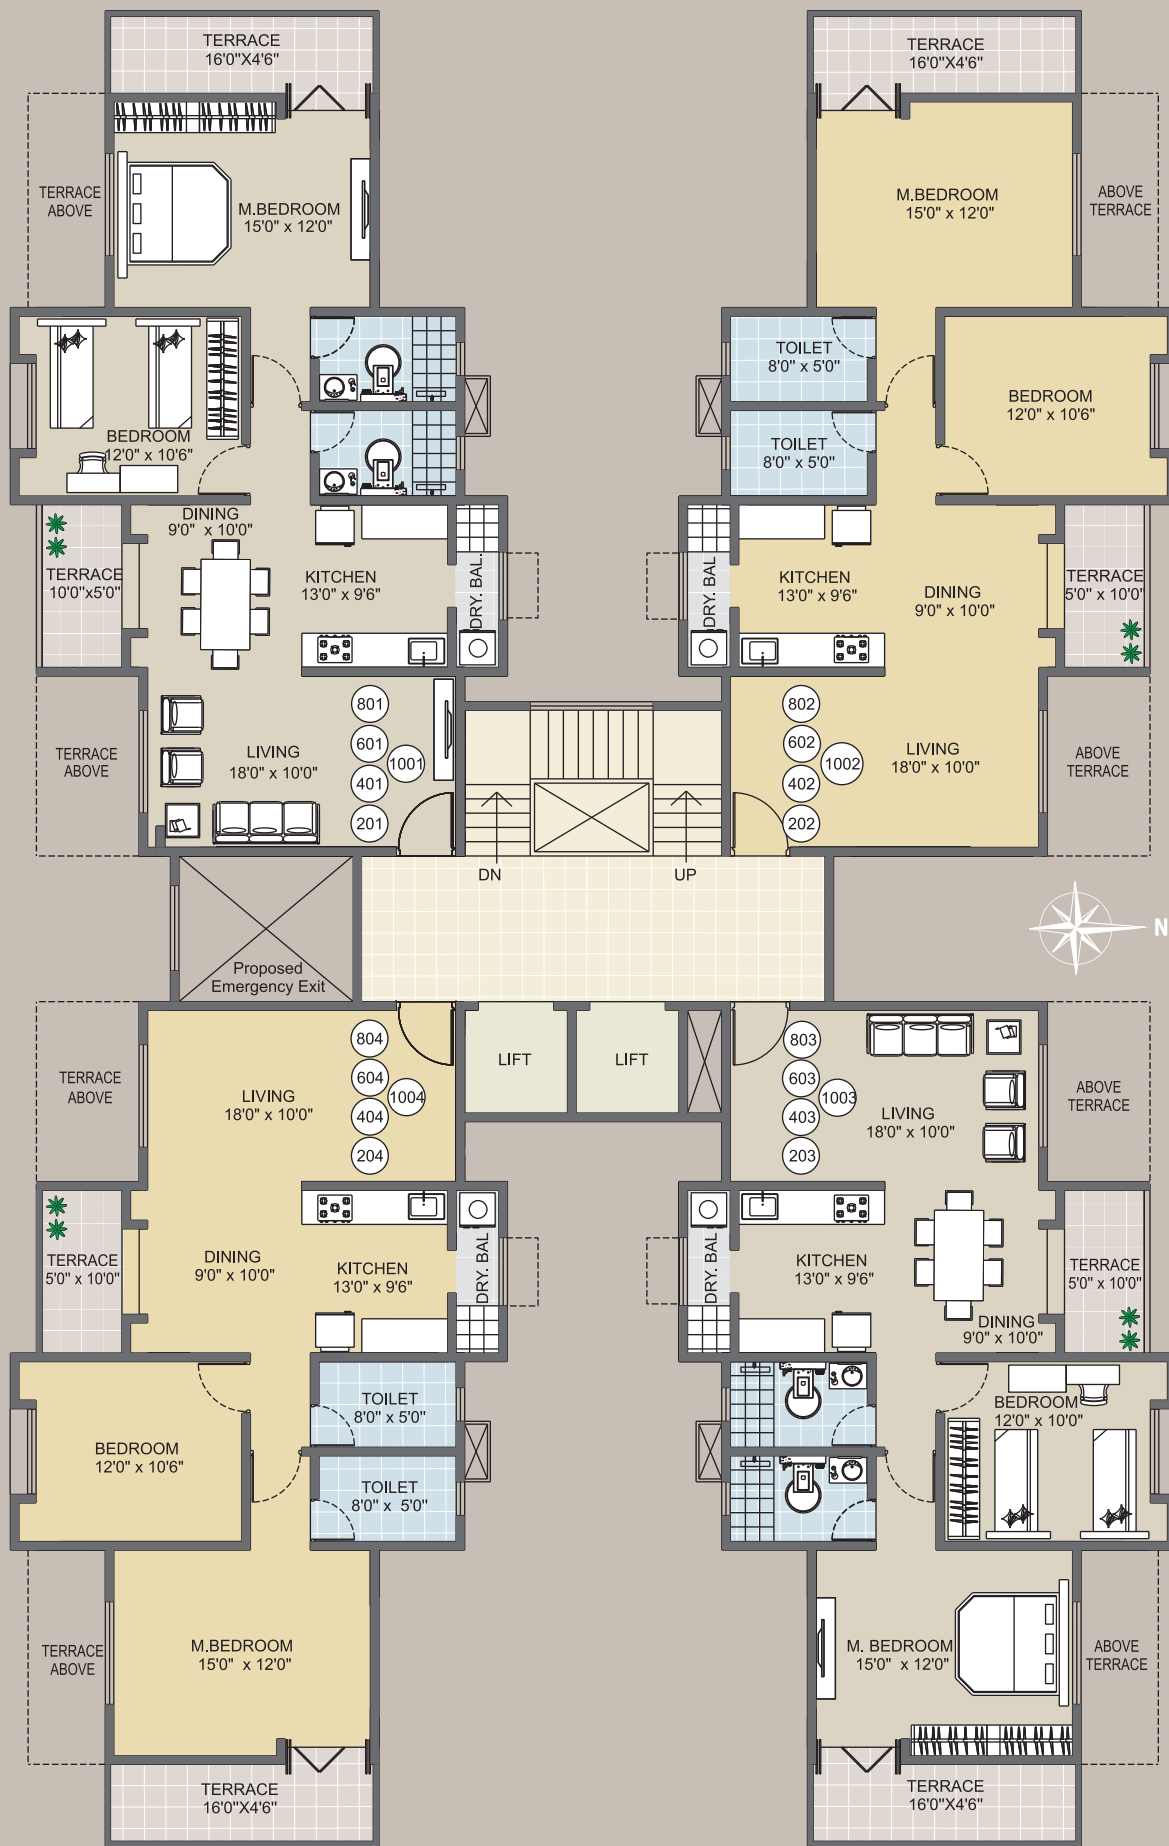 TERRACE
16'0"X4'6"
TERRACE
16'0"X4'6"
TERRACE
ABOVE
M.BEDROOM
15'0" x 12'0"
M.BEDROOM
15'0" x 12'0"
ABOVE
TERRACE
BEDROOM
12'0" x 10'6"
TOILET
8'0" x 5'0"
TOILET
8'0" x 5'0"
BEDROOM
12'0" x 10'6"
DINING
9'0" x 10'0"
TERRACE
10'0"x5'0"
KITCHEN
13'0" x 9'6"
DRY. BAL.
DRY. BAL
KITCHEN
13'0" x 9'6"
DINING
9'0" x 10'0"
TERRACE
5'0" x 10'0"
TERRACE
ABOVE
LIVING
18'0" x 10'0"
801
601
401
201
1001
802
602
402
202
1002
LIVING
18'0" x 10'0"
ABOVE
TERRACE
DN
UP
Proposed
Emergency Exit
N
TERRACE
ABOVE
LIVING
18'0" x 10'0"
804
604
404
204
1004
LIFT
LIFT
803
603
403
203
1003
LIVING
18'0" x 10'0"
ABOVE
TERRACE
TERRACE
5'0" x 10'0"
DINING
9'0" x 10'0"
KITCHEN
13'0" x 9'6"
DRY. BAL
DRY. BAL
KITCHEN
13'0" x 9'6"
DINING
9'0" x 10'0"
TERRACE
5'0" x 10'0"
BEDROOM
12'0" x 10'6"
TOILET
8'0" x 5'0"
TOILET
8'0" x 5'0"
BEDROOM
12'0" x 10'0"
TERRACE
ABOVE
M.BEDROOM
15'0" x 12'0"
M. BEDROOM
15'0" x 12'0"
ABOVE
TERRACE
TERRACE
16'0"X4'6"
TERRACE
16'0"X4'6"